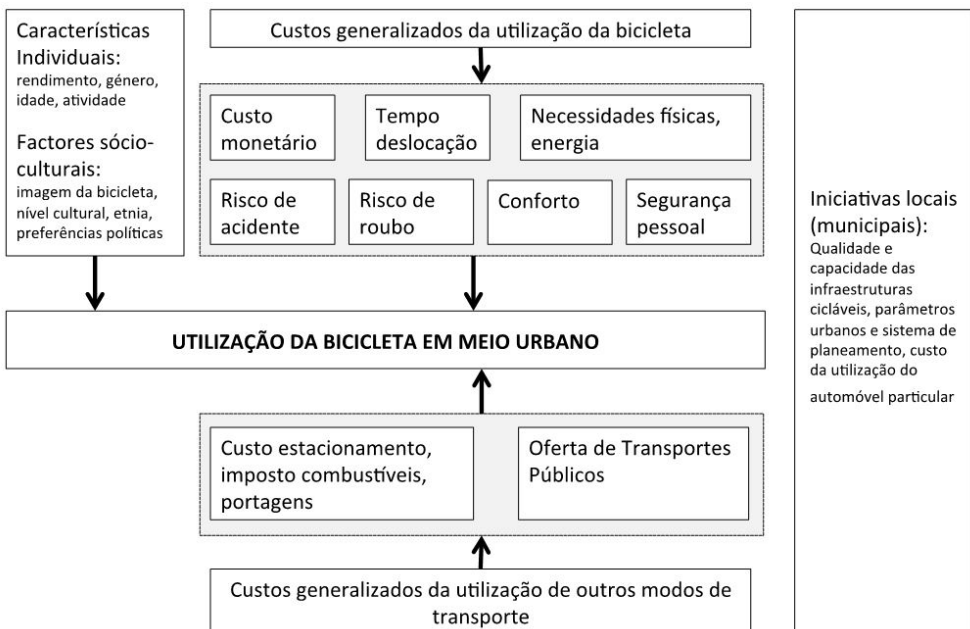 Características
Individuais:
rendimento, género,
idade, atividade
Factores sócio-
culturais:
imagem da bicicleta,
nível cultural, etnia,
preferências políticas
Custos generalizados da utilização da bicicleta
Custo
monetário
Tempo
deslocação
Necessidades físicas,
energia
Risco de
acidente
Risco de
roubo
Conforto
Segurança
pessoal
UTILIZAÇÃO DA BICICLETA EM MEIO URBANO
Custo estacionamento,
imposto combustíveis,
portagens
Oferta de Transportes
Públicos
Custos generalizados da utilização de outros modos de
transporte
Iniciativas locais
(municipais):
Qualidade e
capacidade das
infraestruturas
cicláveis, parâmetros
urbanos e sistema de
planeamento, custo
da utilização do
automóvel particular